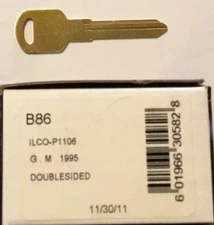 B86
ILCO-P1106
G . M 1995
DOUBLESIDED
11/30/11
6 01966 30582 8